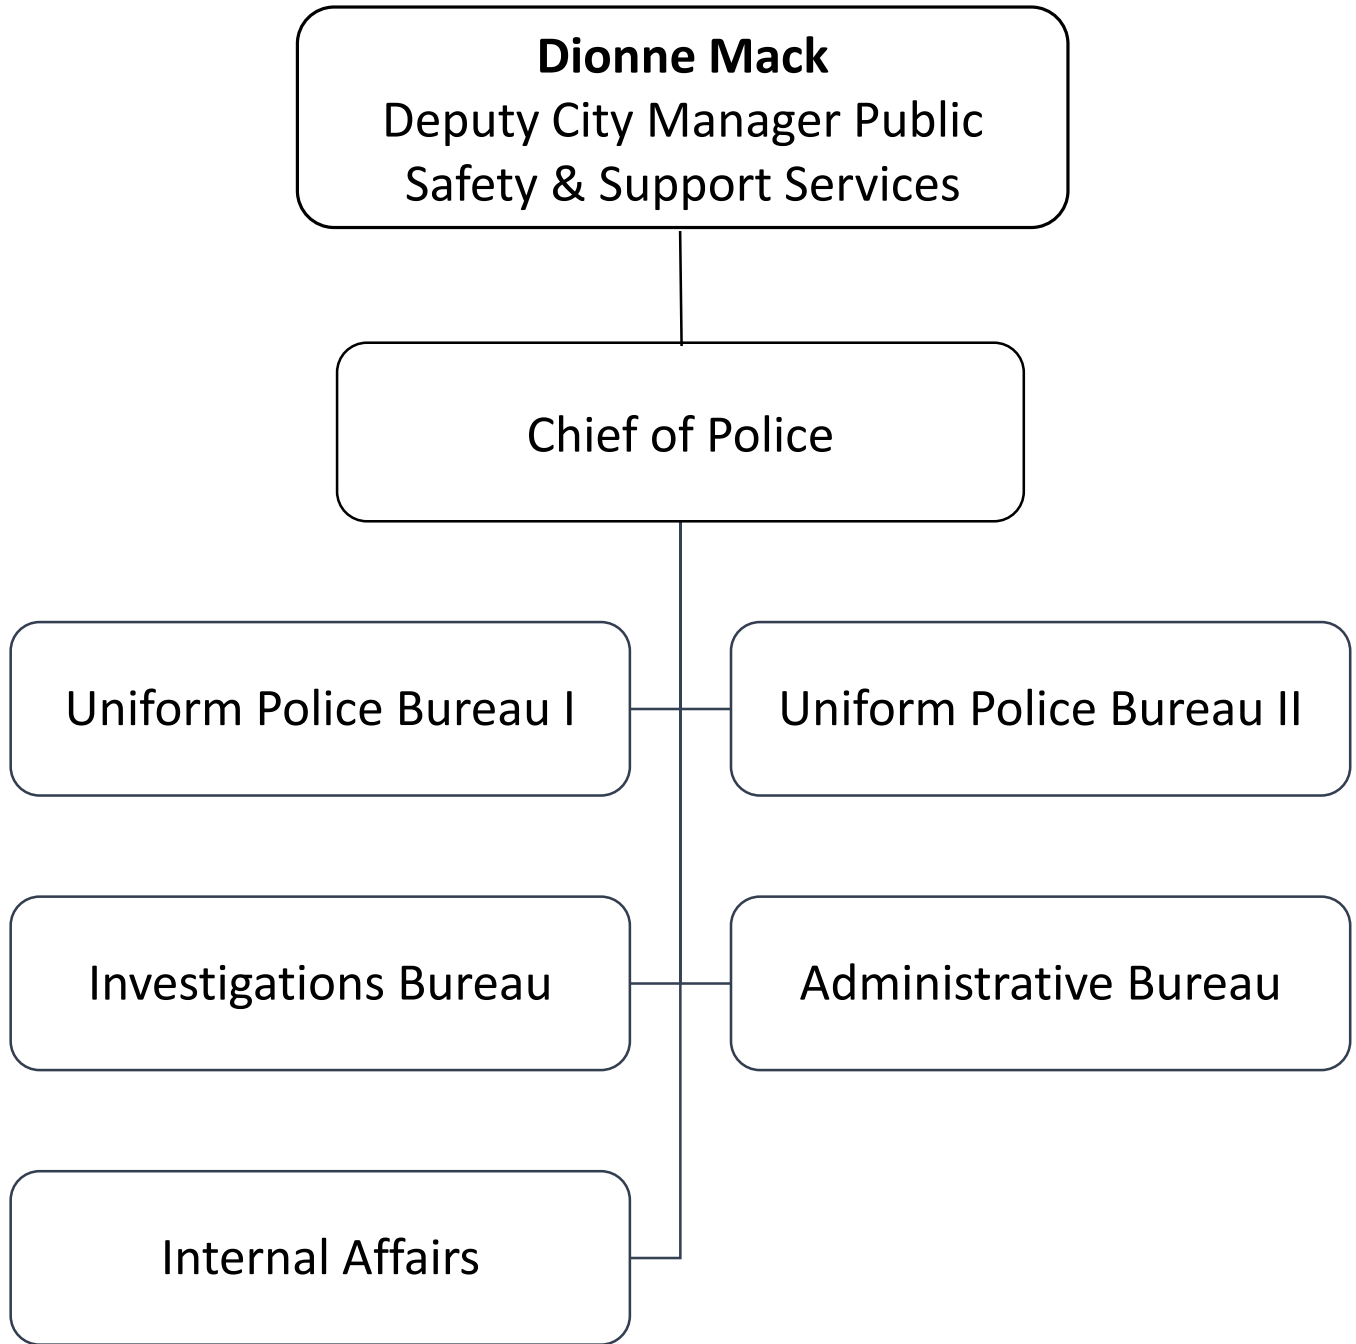 Dionne Mack
Deputy City Manager Public
Safety & Support Services
Chief of Police
Uniform Police Bureau I
Uniform Police Bureau II
Investigations Bureau
Administrative Bureau
Internal Affairs